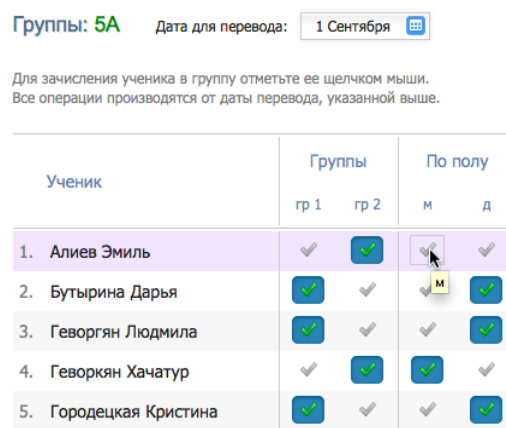 Группы: 5А Дата для перевода: 1 Сентября
Для зачисления ученика в группу отметьте ее щелчком мыши.
Все операции производятся от даты перевода, указанной выше.
Ученик Группы По полу
гр 1 гр 2 м д
1. Алиев Эмиль
м
2. Бутырина Дарья
3. Геворгян Людмила
4. Геворкян Хачатур
5. Городецкая Кристина